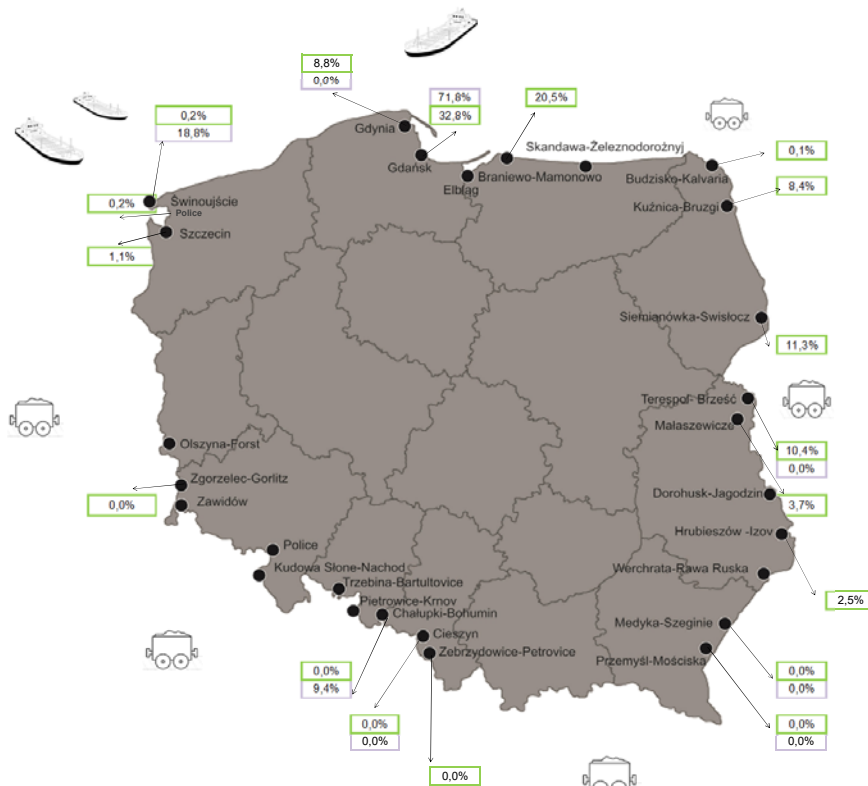 8,8%
0,0%
71,8%
32,8%
20,5%
0,2%
18,8%
Gdynia
Gdańsk
Elbląg
Skandawa-Żeleznodorożnyj
Braniewo-Mamonowo
Budzisko-Kalvaria
0,1%
Kuźnica-Bruzgi
8,4%
0,2%
Świnoujście
Police
Szczecin
1,1%
Siemianówka-Swisłocz
11,3%
Terespol- Brześć
Małaszewicze
10,4%
0,0%
Olszyna-Forst
Zgorzelec-Gorlitz
Zawidów
0,0%
Dorohusk-Jagodzin
3,7%
Hrubieszów -Izov
Police
Kudowa Słone-Nachod
Trzebina-Bartultovice
Pietrowice-Krnov
Chałupki-Bohumin
Cieszyn
Zebrzydowice-Petrovice
Werchrata-Rawa Ruska
2,5%
Medyka-Szeginie
Przemyśl-Mościska
0,0%
9,4%
0,0%
0,0%
0,0%
0,0%
0,0%
0,0%
0,0%